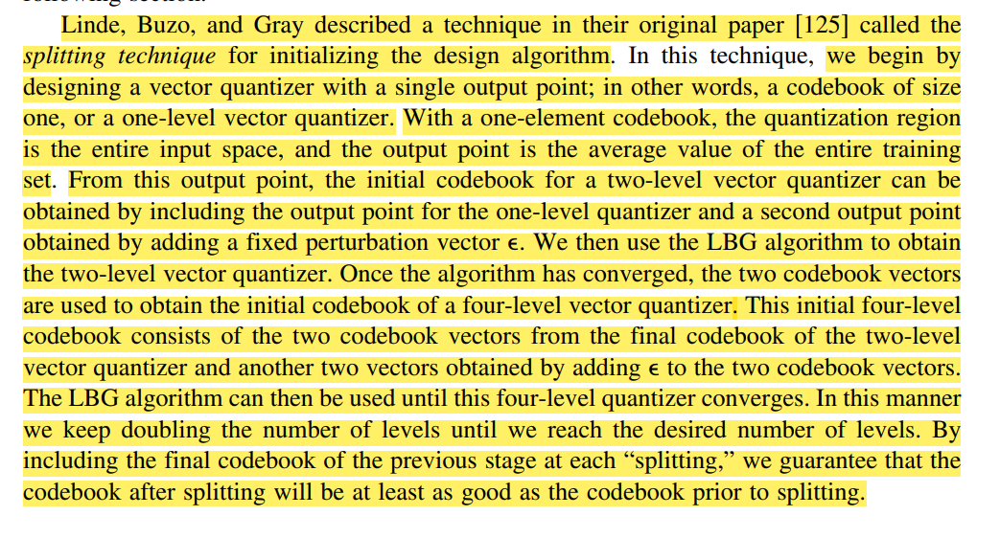 following section.
Linde, Buzo, and Gray described a technique in their original paper [125] called the
splitting technique for initializing the design algorithm. In this technique, we begin by
designing a vector quantizer with a single output point; in other words, a codebook of size
one, or a one-level vector quantizer. With a one-element codebook, the quantization region
is the entire input space, and the output point is the average value of the entire training
set. From this output point, the initial codebook for a two-level vector quantizer can be
obtained by including the output point for the one-level quantizer and a second output point
obtained by adding a fixed perturbation vector ϵ. We then use the LBG algorithm to obtain
the two-level vector quantizer. Once the algorithm has converged, the two codebook vectors
are used to obtain the initial codebook of a four-level vector quantizer. This initial four-level
codebook consists of the two codebook vectors from the final codebook of the two-level
vector quantizer and another two vectors obtained by adding ϵ to the two codebook vectors.
The LBG algorithm can then be used until this four-level quantizer converges. In this manner
we keep doubling the number of levels until we reach the desired number of levels. By
including the final codebook of the previous stage at each “splitting,” we guarantee that the
codebook after splitting will be at least as good as the codebook prior to splitting.